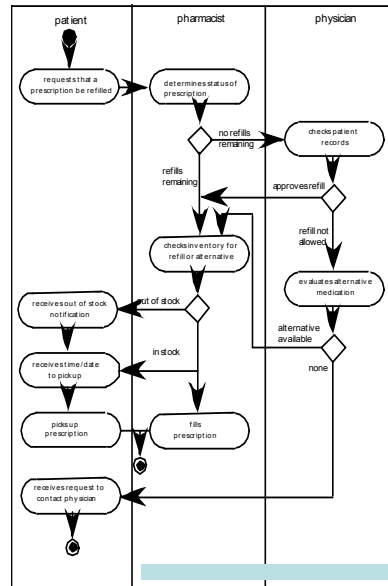 patient
pharmacist
physician
requests that a
prescription be refilled
determines status of
prescription
no refills
remaining
checks patient
records
refills
remaining
approves refill
refill not
allowed
checks inventory for
refill or alternative
evaluates alternative
medication
receives out of stock
notification
out of stock
alternative
available
none
receives time/date
to pickup
in stock
picks up
prescription
fills
prescription
receives request to
contact physician